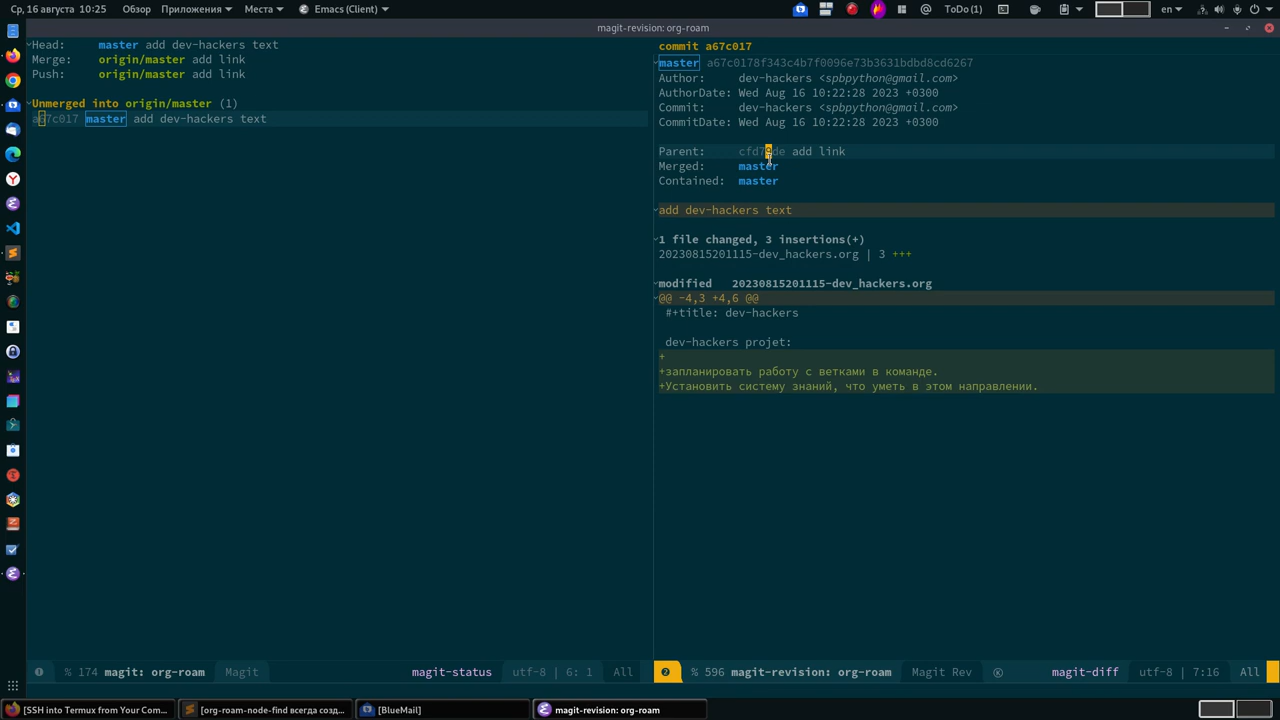 Ср, 16 августа 10:25 Обзор Приложения Места Emacs (Client) @ ToDo(1) en
magit-revision: org-roam
Head: master add dev-hackers text
Merge: origin/master add link
Push: origin/master add link
Unmerged into origin/master (1)
a67c017 master add dev-hackers text
% 174 magit: org-roam Magit magit-status utf-8 | 6: 1 All
commit a67c017
master a67c0178f343c4b7f0096e73b3631bdbd8cd6267
Author: dev-hackers <spbpython@gmail.com>
AuthorDate: Wed Aug 16 10:22:28 2023 +0300
Commit: dev-hackers <spbpython@gmail.com>
CommitDate: Wed Aug 16 10:22:28 2023 +0300
Parent: cfd79de add link
Merged: master
Contained: master
add dev-hackers text
1 file changed, 3 insertions(+)
20230815201115-dev_hackers.org | 3 +++
modified 20230815201115-dev_hackers.org
@@ -4,3 +4,6 @@
#+title: dev-hackers
dev-hackers projet:
+
+запланировать работу с ветками в команде.
+Установить систему знаний, что уметь в этом направлении.
% 596 magit-revision: org-roam Magit Rev magit-diff utf-8 | 7:16 All
[SSH into Termux from Your Com... [org-roam-node-find всегда созд... [BlueMail] magit-revision: org-roam